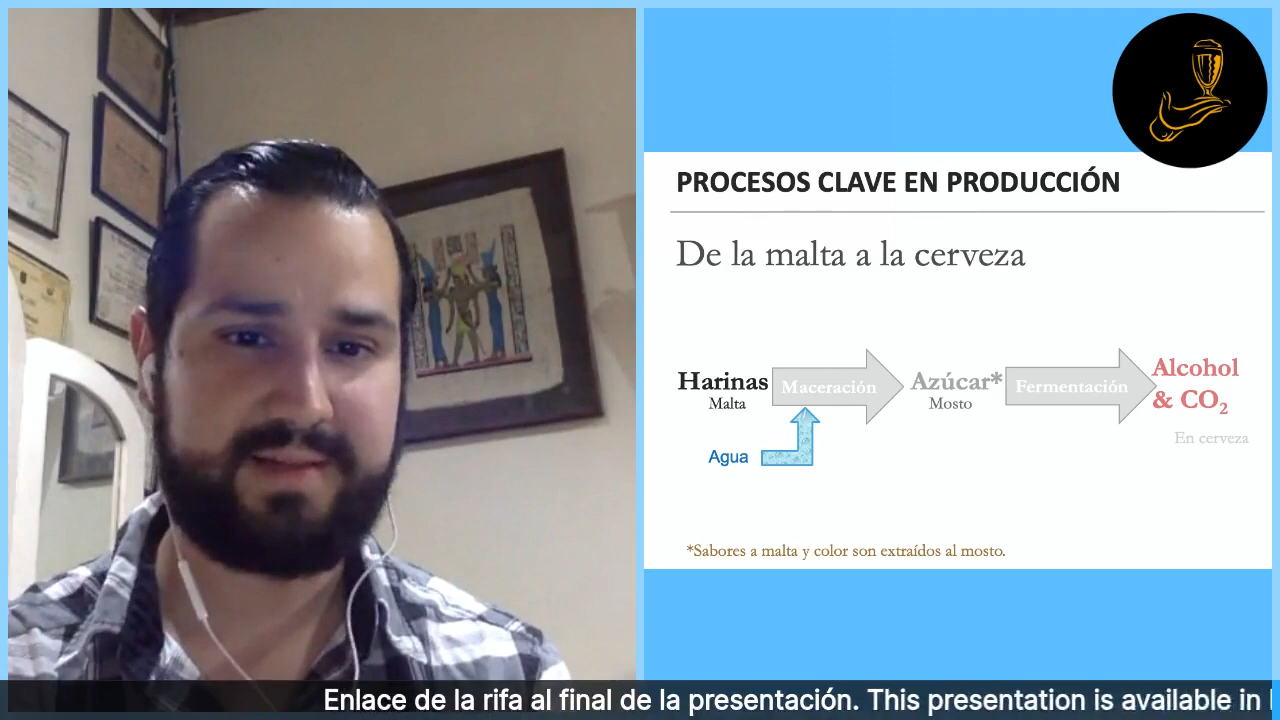 PROCESOS CLAVE EN PRODUCCIÓN
De la malta a la cerveza
Harinas
Malta
Maceración
Azúcar*
Mosto
Fermentación
Alcohol
& CO₂
En cerveza
Agua
*Sabores a malta y color son extraídos al mosto.
Enlace de la rifa al final de la presentación. This presentation is available in